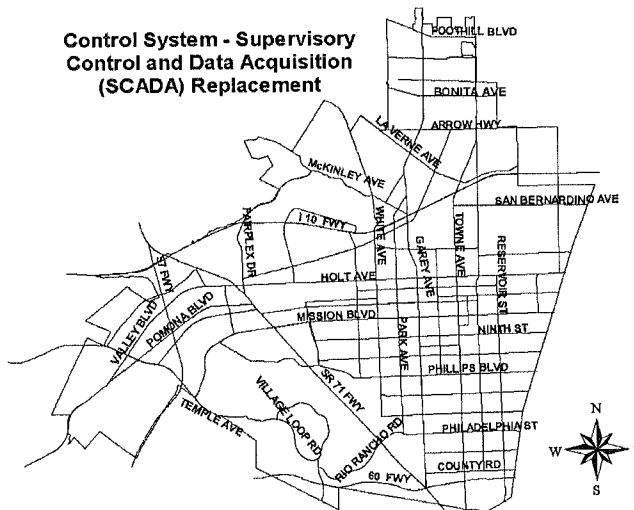 Control System - Supervisory
Control and Data Acquisition
(SCADA) Replacement
FOOTHILL BLVD
BONITA AVE
ARROW HWY
LA VERNE AVE
McKINLEY AVE
SAN BERNARDINO AVE
I 10 FWY
FAIRPLEX DR
WHITE AVE
GAREY AVE
TOWNE AVE
RESERVOIR ST
57 FWY
HOLT AVE
VALLEY BLVD
POMONA BLVD
MISSION BLVD
PARK AVE
NINTH ST
PHILLIPS BLVD
SR 71 FWY
VILLAGE LOOP RD
TEMPLE AVE
RIO RANCHO RD
PHILADELPHIA ST
COUNTY RD
60 FWY
N
W
E
S